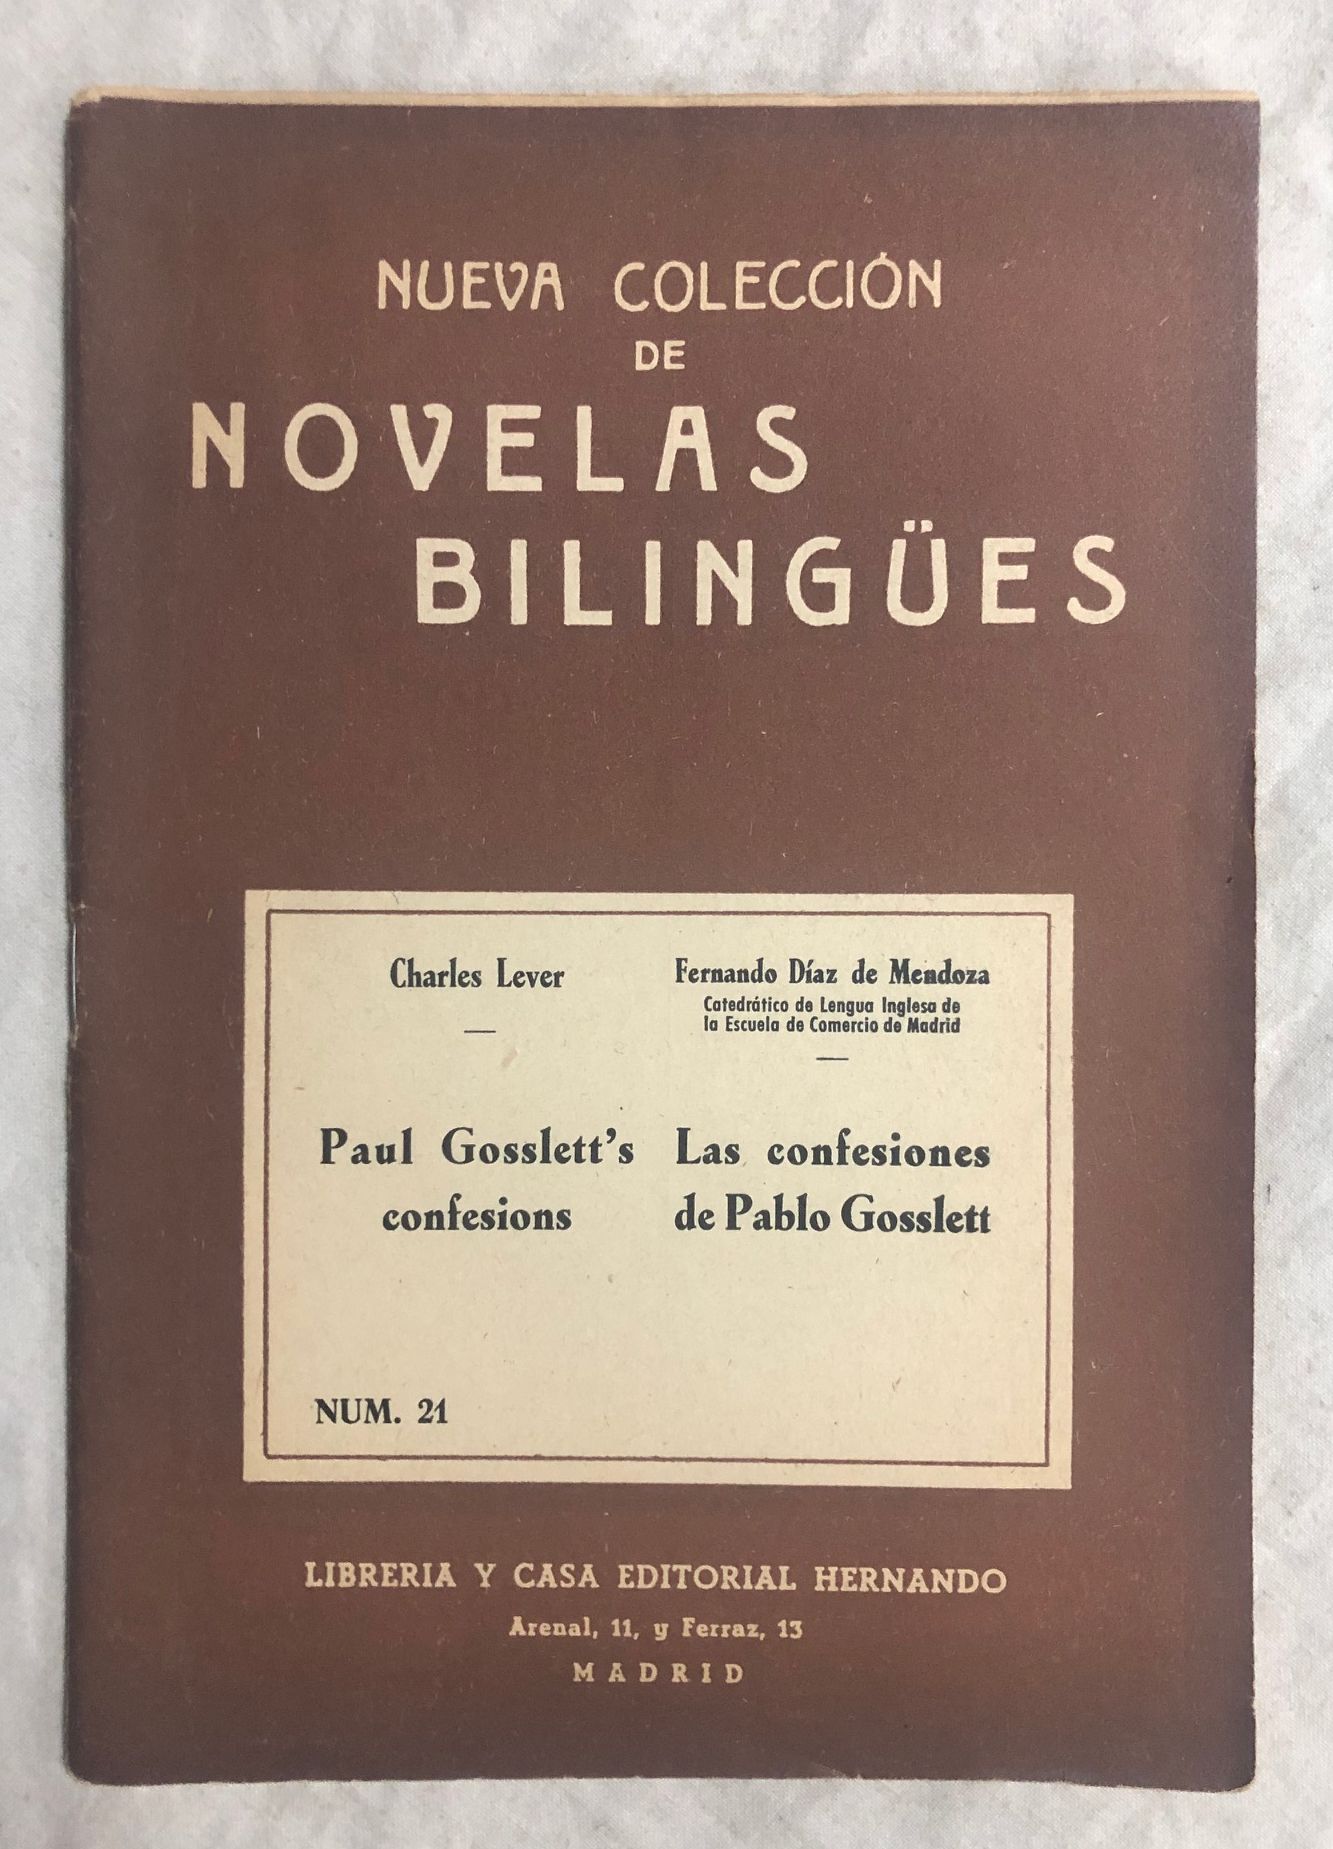 NUEVA COLECCIÓN
DE
NOVELAS
BILINGÜES
Charles Lever
Paul Gosslett's
confesions
Fernando Díaz de Mendoza
Catedrático de Lengua Inglesa de
la Escuela de Comercio de Madrid
Las confesiones
de Pablo Gosslett
NUM. 21
LIBRERIA Y CASA EDITORIAL HERNANDO
Arenal, 11, y Ferraz, 13
MADRID